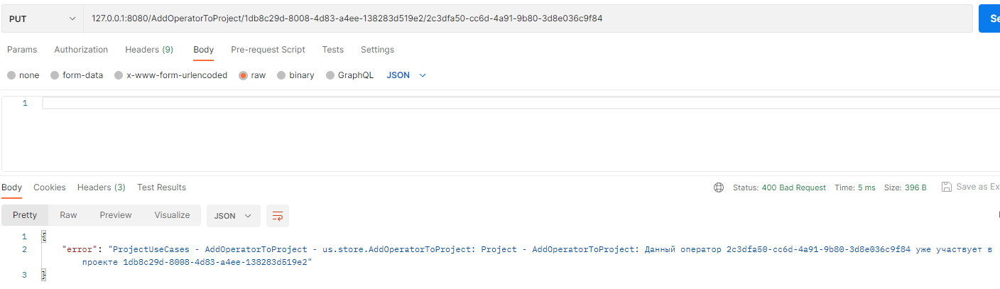 PUT 127.0.0.1:8080/AddOperatorToProject/1db8c29d-8008-4d83-a4ee-138283d519e2/2c3dfa50-cc6d-4a91-9b80-3d8e036c9f84 Se
Params Authorization Headers (9) Body Pre-request Script Tests Settings
none form-data x-www-form-urlencoded raw binary GraphQL JSON
1
Body Cookies Headers (3) Test Results Status: 400 Bad Request Time: 5 ms Size: 396 B Save as Ex
Pretty Raw Preview Visualize JSON
1 {
2 "error": "ProjectUseCases - AddOperatorToProject - us.store.AddOperatorToProject: Project - AddOperatorToProject: Данный оператор 2c3dfa50-cc6d-4a91-9b80-3d8e036c9f84 уже участвует в
проекте 1db8c29d-8008-4d83-a4ee-138283d519e2"
3 }